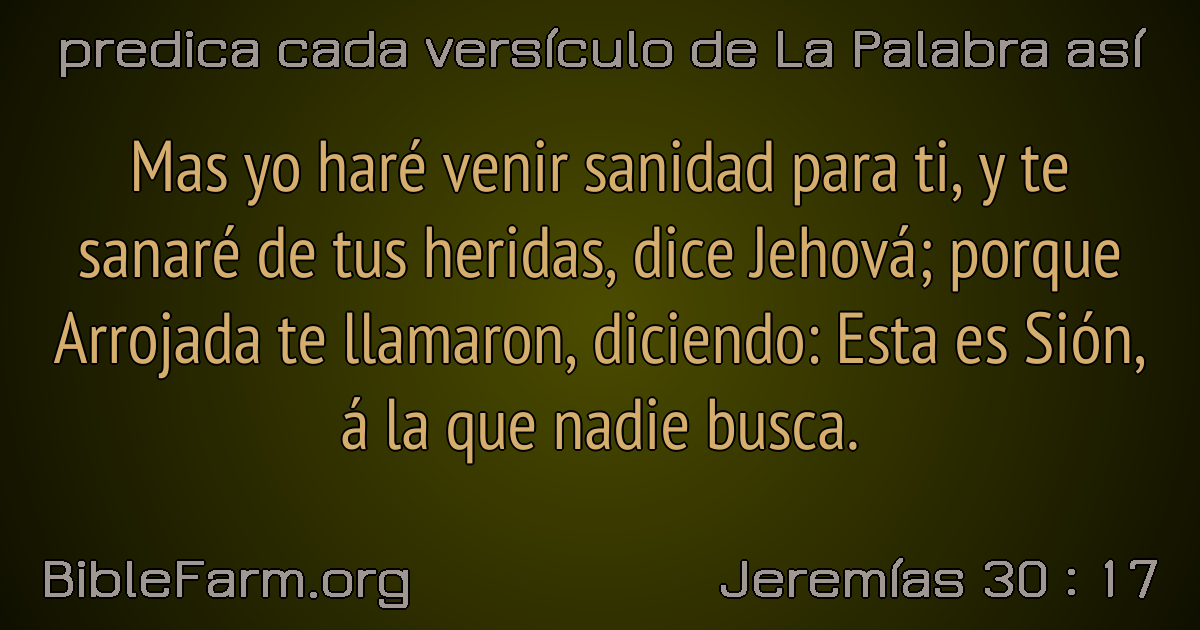 predica cada versículo de La Palabra así
Mas yo haré venir sanidad para ti, y te
sanaré de tus heridas, dice Jehová; porque
Arrojada te llamaron, diciendo: Esta es Sión,
á la que nadie busca.
BibleFarm.org
Jeremías 30 : 17